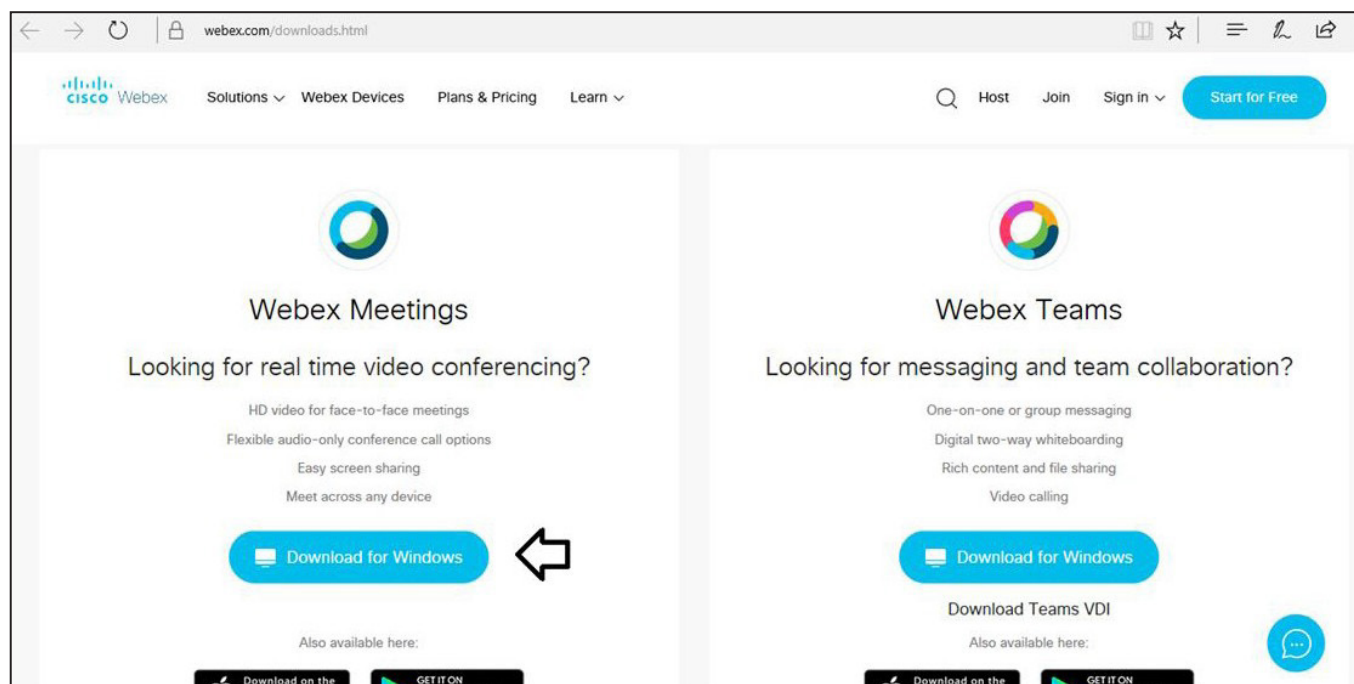 webex.com/downloads.html
CISCO Webex Solutions Webex Devices Plans & Pricing Learn Host Join Sign in Start for Free
Webex Meetings
Looking for real time video conferencing?
HD video for face-to-face meetings
Flexible audio-only conference call options
Easy screen sharing
Meet across any device
Download for Windows
Also available here:
Download on the
GET IT ON
Webex Teams
Looking for messaging and team collaboration?
One-on-one or group messaging
Digital two-way whiteboarding
Rich content and file sharing
Video calling
Download for Windows
Download Teams VDI
Also available here:
Download on the
GET IT ON